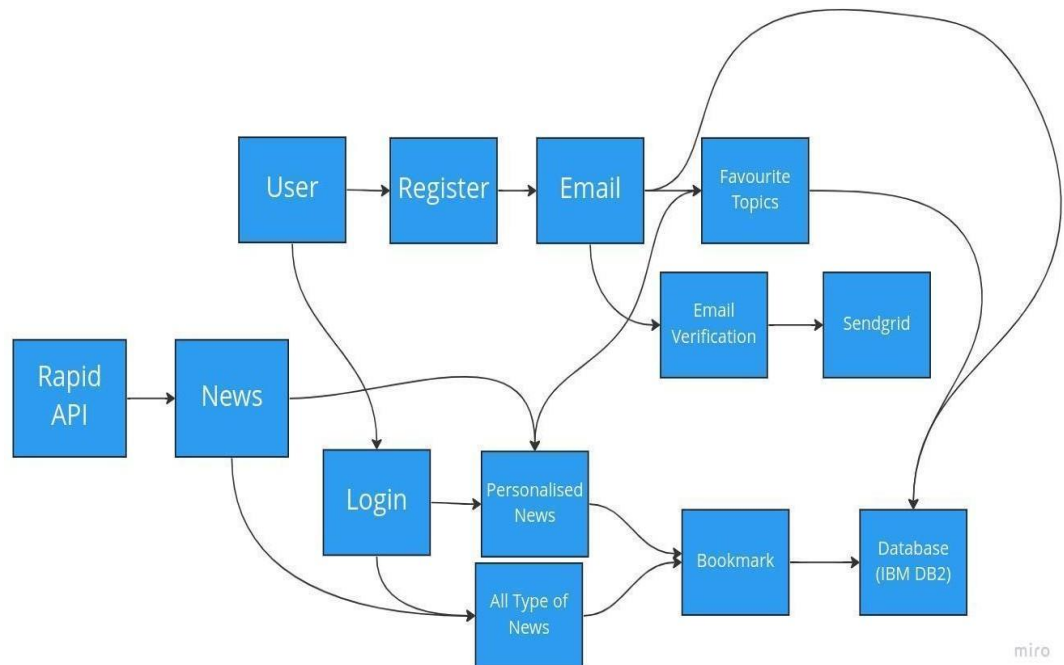 User
Register
Email
Favourite
Topics
Email
Verification
Sendgrid
Rapid
API
News
Login
Personalised
News
All Type of
News
Bookmark
Database
(IBM DB2)
miro